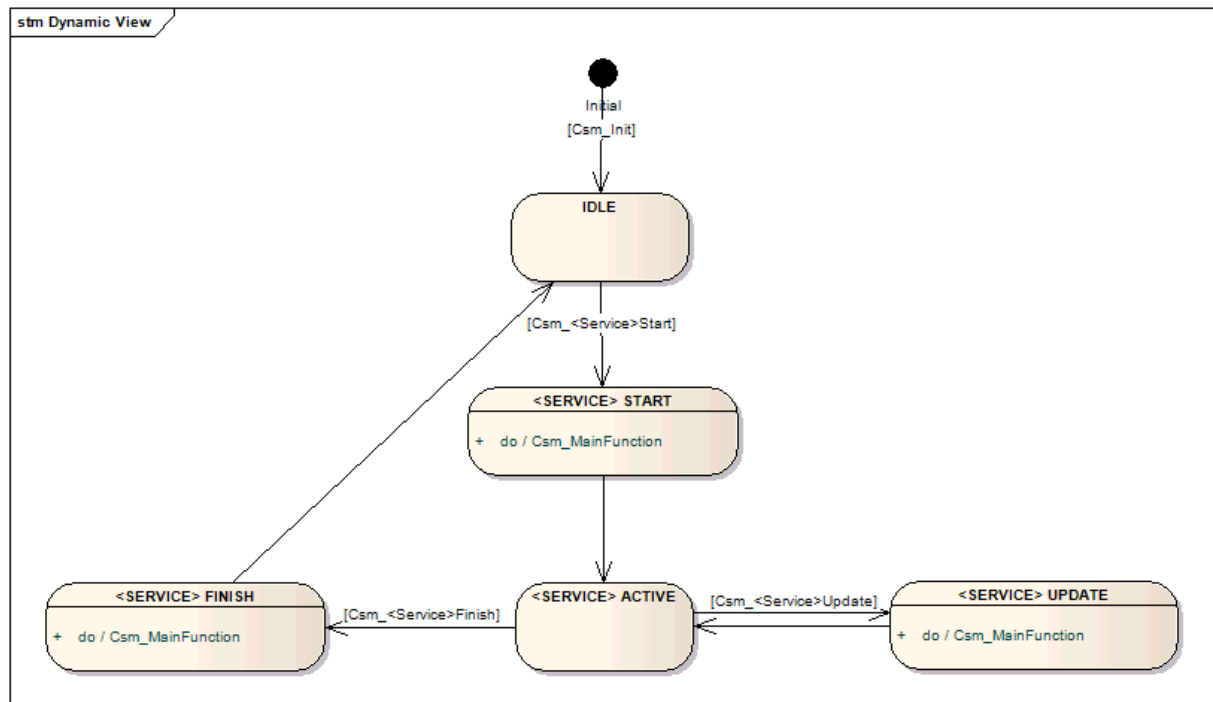 stm Dynamic View
Initial
[Csm_Init]
IDLE
[Csm_<Service>Start]
<SERVICE> START
+ do / Csm_MainFunction
<SERVICE> FINISH
+ do / Csm_MainFunction
[Csm_<Service>Finish]
<SERVICE> ACTIVE
[Csm_<Service>Update]
<SERVICE> UPDATE
+ do / Csm_MainFunction